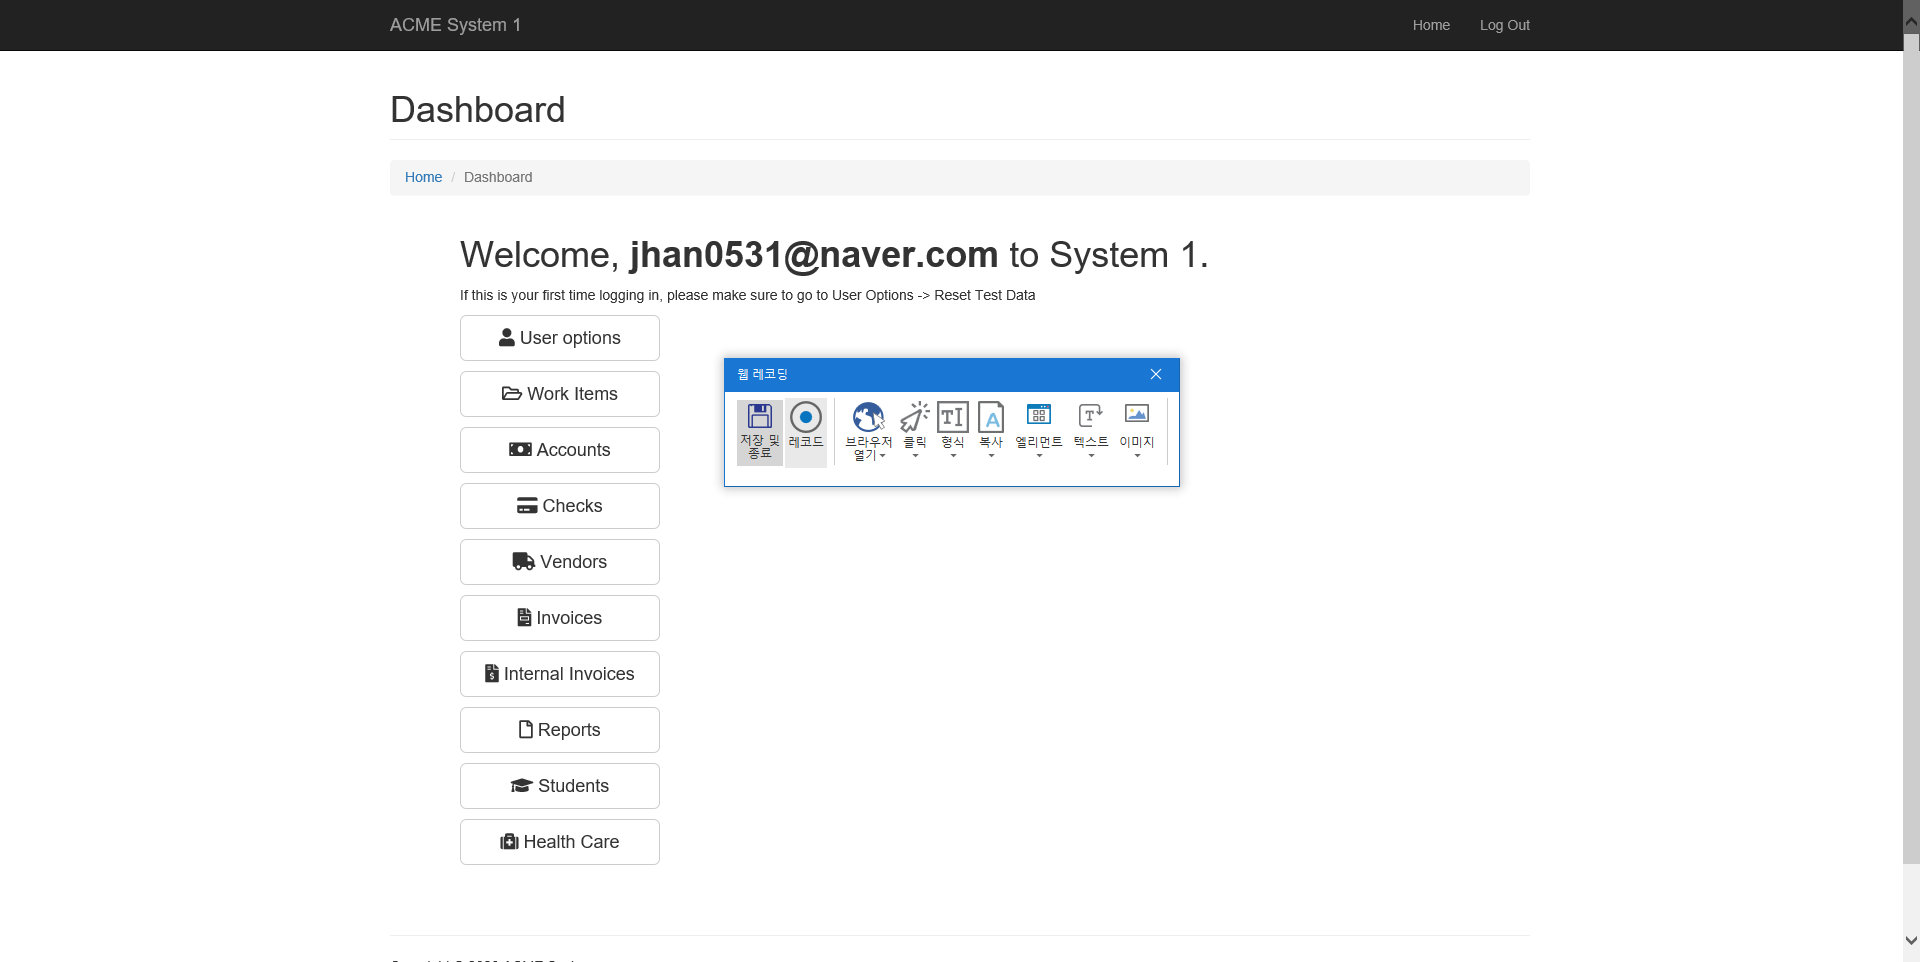 ACME System 1
Home
Log Out
Dashboard
Home / Dashboard
Welcome, jhan0531@naver.com to System 1.
If this is your first time logging in, please make sure to go to User Options -> Reset Test Data
User options
Work Items
Accounts
Checks
Vendors
Invoices
Internal Invoices
Reports
Students
Health Care
웹 레코딩
저장 및
종료
레코드
브라우저
열기
클릭
형식
복사
엘리먼트
텍스트
이미지